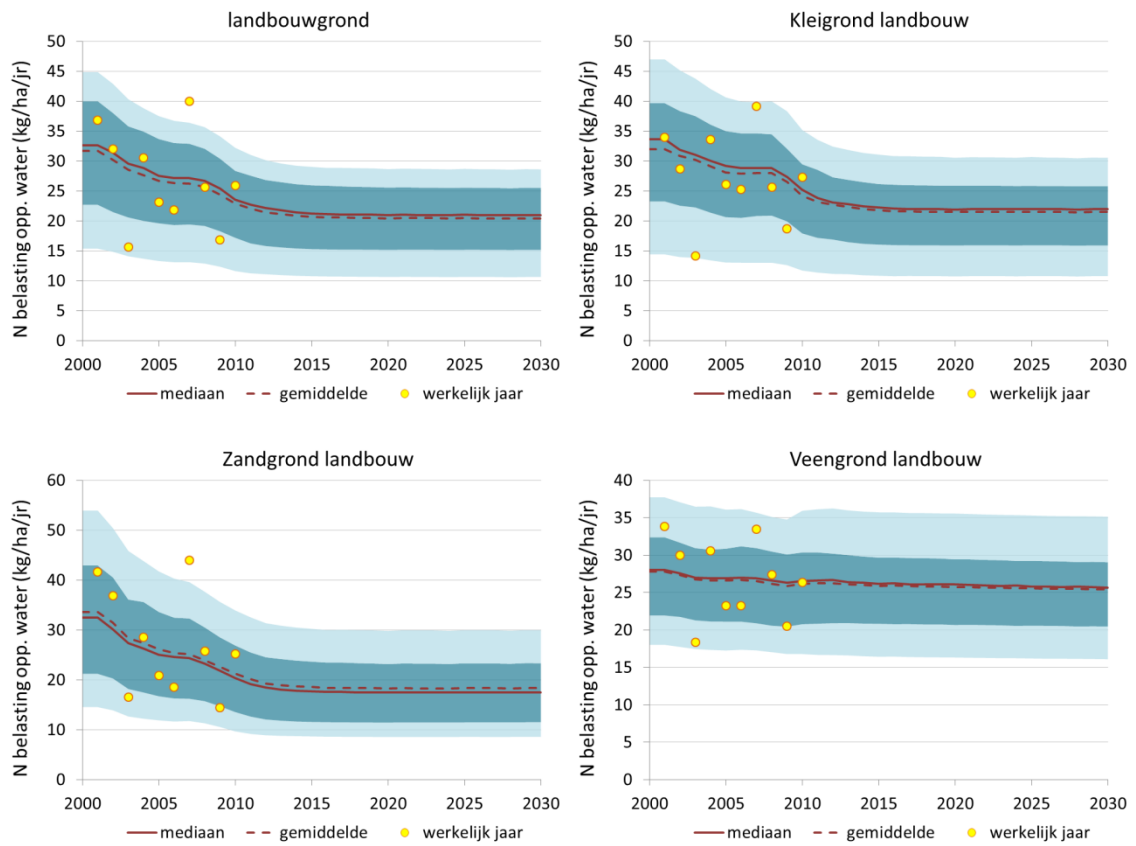 landbouwgrond
N belasting opp. water (kg/ha/jr)
50
45
40
35
30
25
20
15
10
5
0
2000 2005 2010 2015 2020 2025 2030
mediaan gemiddelde werkelijk jaar
Kleigrond landbouw
N belasting opp. water (kg/ha/jr)
50
45
40
35
30
25
20
15
10
5
0
2000 2005 2010 2015 2020 2025 2030
mediaan gemiddelde werkelijk jaar
Zandgrond landbouw
N belasting opp. water (kg/ha/jr)
60
50
40
30
20
10
0
2000 2005 2010 2015 2020 2025 2030
mediaan gemiddelde werkelijk jaar
Veengrond landbouw
N belasting opp. water (kg/ha/jr)
40
35
30
25
20
15
10
5
0
2000 2005 2010 2015 2020 2025 2030
mediaan gemiddelde werkelijk jaar